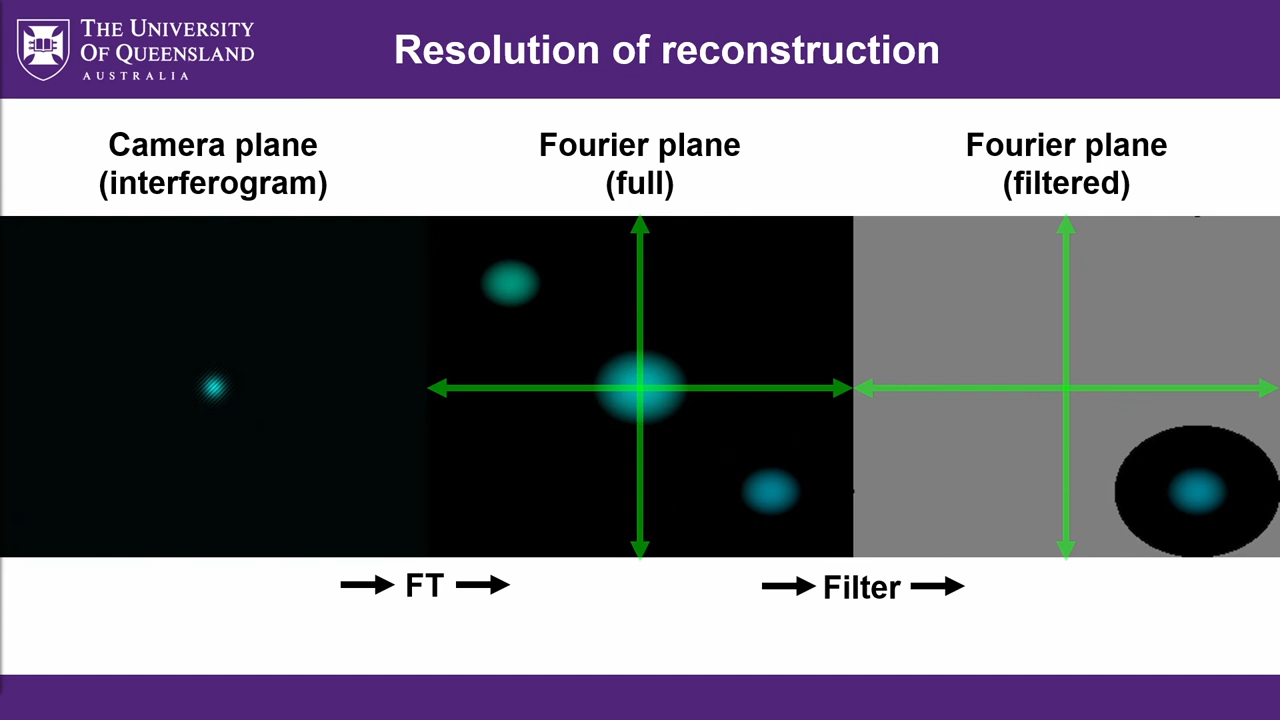 THE UNIVERSITY
OF QUEENSLAND
AUSTRALIA
Resolution of reconstruction
Camera plane
(interferogram)
Fourier plane
(full)
Fourier plane
(filtered)
FT
Filter